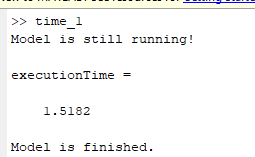 >> time_1
Model is still running!
executionTime =
1.5182
Model is finished.